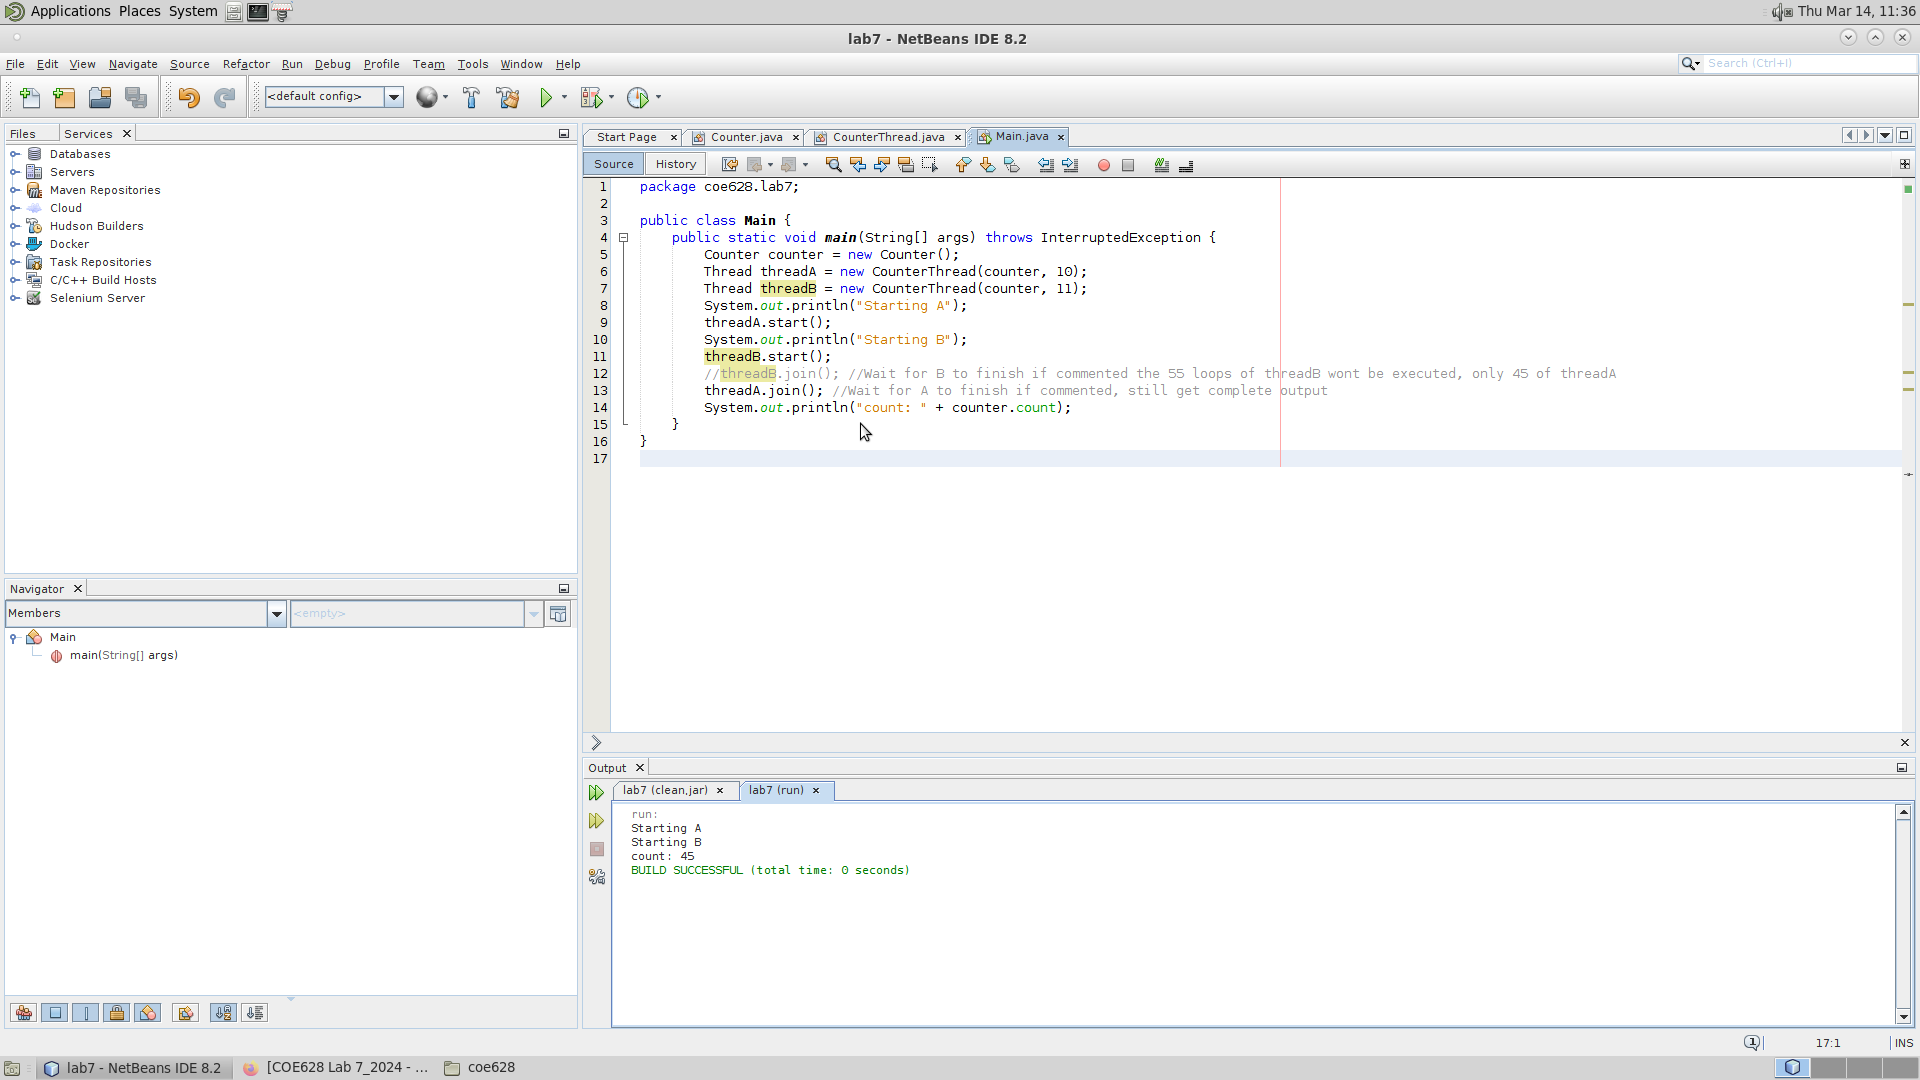 Applications Places System
Thu Mar 14, 11:36
lab7 - NetBeans IDE 8.2
File Edit View Navigate Source Refactor Run Debug Profile Team Tools Window Help
Search (Ctrl+I)
<default config>
Files Services
Databases
Servers
Maven Repositories
Cloud
Hudson Builders
Docker
Task Repositories
C/C++ Build Hosts
Selenium Server
Navigator
Members
<empty>
Main
main(String[] args)
Start Page Counter.java CounterThread.java Main.java
Source History
1 package coe628.lab7;
2
3 public class Main {
4 public static void main(String[] args) throws InterruptedException {
5 Counter counter = new Counter();
6 Thread threadA = new CounterThread(counter, 10);
7 Thread threadB = new CounterThread(counter, 11);
8 System.out.println("Starting A");
9 threadA.start();
10 System.out.println("Starting B");
11 threadB.start();
12 //threadB.join(); //Wait for B to finish if commented the 55 loops of threadB wont be executed, only 45 of threadA
13 threadA.join(); //Wait for A to finish if commented, still get complete output
14 System.out.println("count: " + counter.count);
15 }
16 }
17
Output
lab7 (clean,jar) lab7 (run)
run:
Starting A
Starting B
count: 45
BUILD SUCCESSFUL (total time: 0 seconds)
17:1 INS
lab7 - NetBeans IDE 8.2 [COE628 Lab 7_2024 - ... coe628